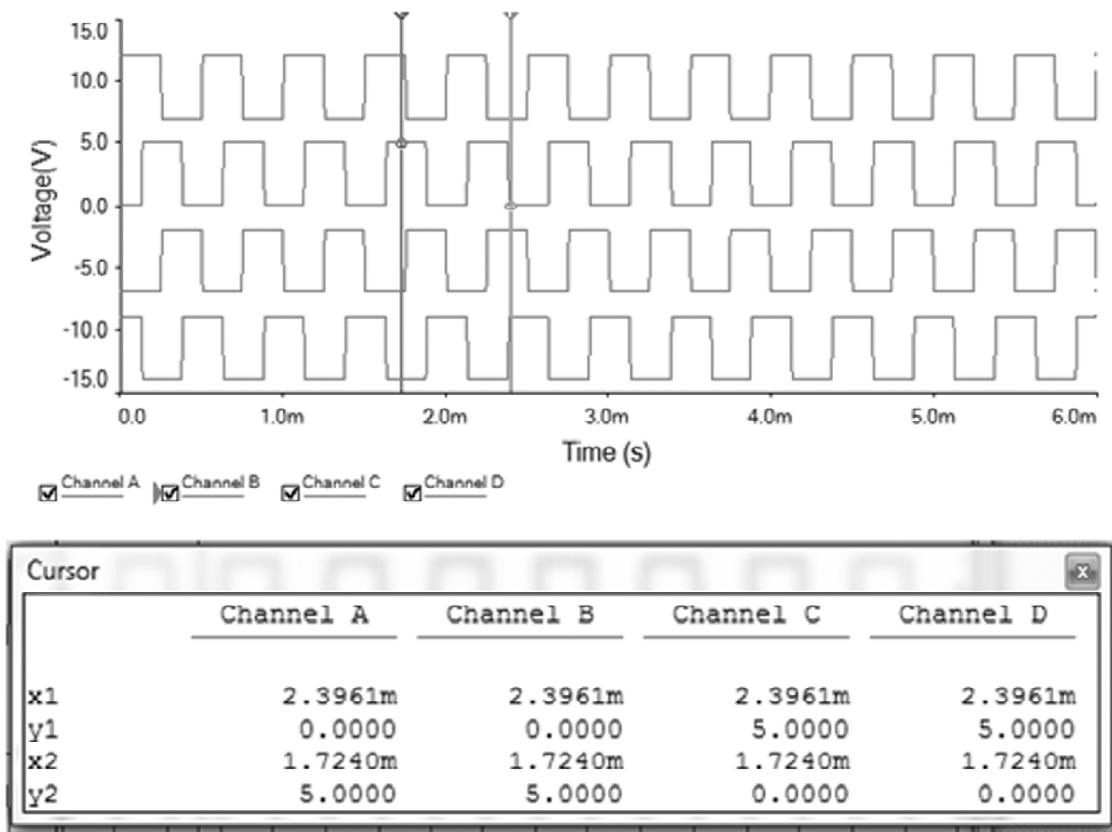 15.0
10.0
5.0
0.0
-5.0
-10.0
-15.0
Voltage(V)
0.0 1.0m 2.0m 3.0m 4.0m 5.0m 6.0m
Time (s)
Channel A Channel B Channel C Channel D
Cursor x
Channel A Channel B Channel C Channel D
x1 2.3961m 2.3961m 2.3961m 2.3961m
y1 0.0000 0.0000 5.0000 5.0000
x2 1.7240m 1.7240m 1.7240m 1.7240m
y2 5.0000 5.0000 0.0000 0.0000